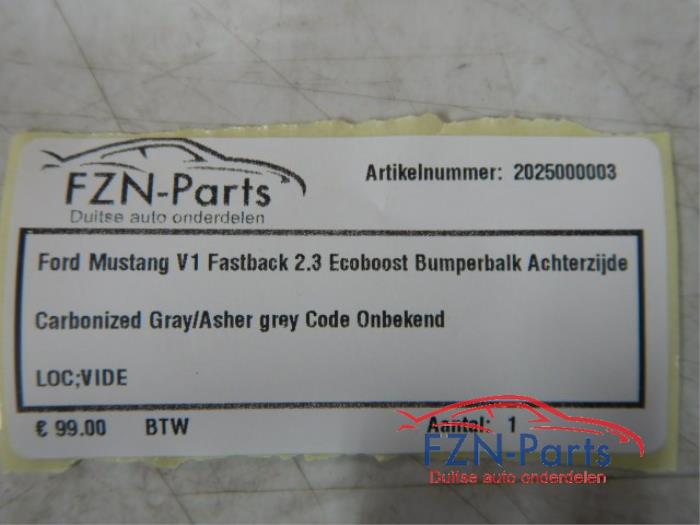 FZN-Parts
Duitse auto onderdelen
Artikelnummer: 2025000003
Ford Mustang V1 Fastback 2.3 Ecoboost Bumperbalk Achterzijde
Carbonized Gray/Asher grey Code Onbekend
LOC;VIDE
€ 99.00 BTW Aantal: 1
FZN-Parts
Duitse auto onderdelen